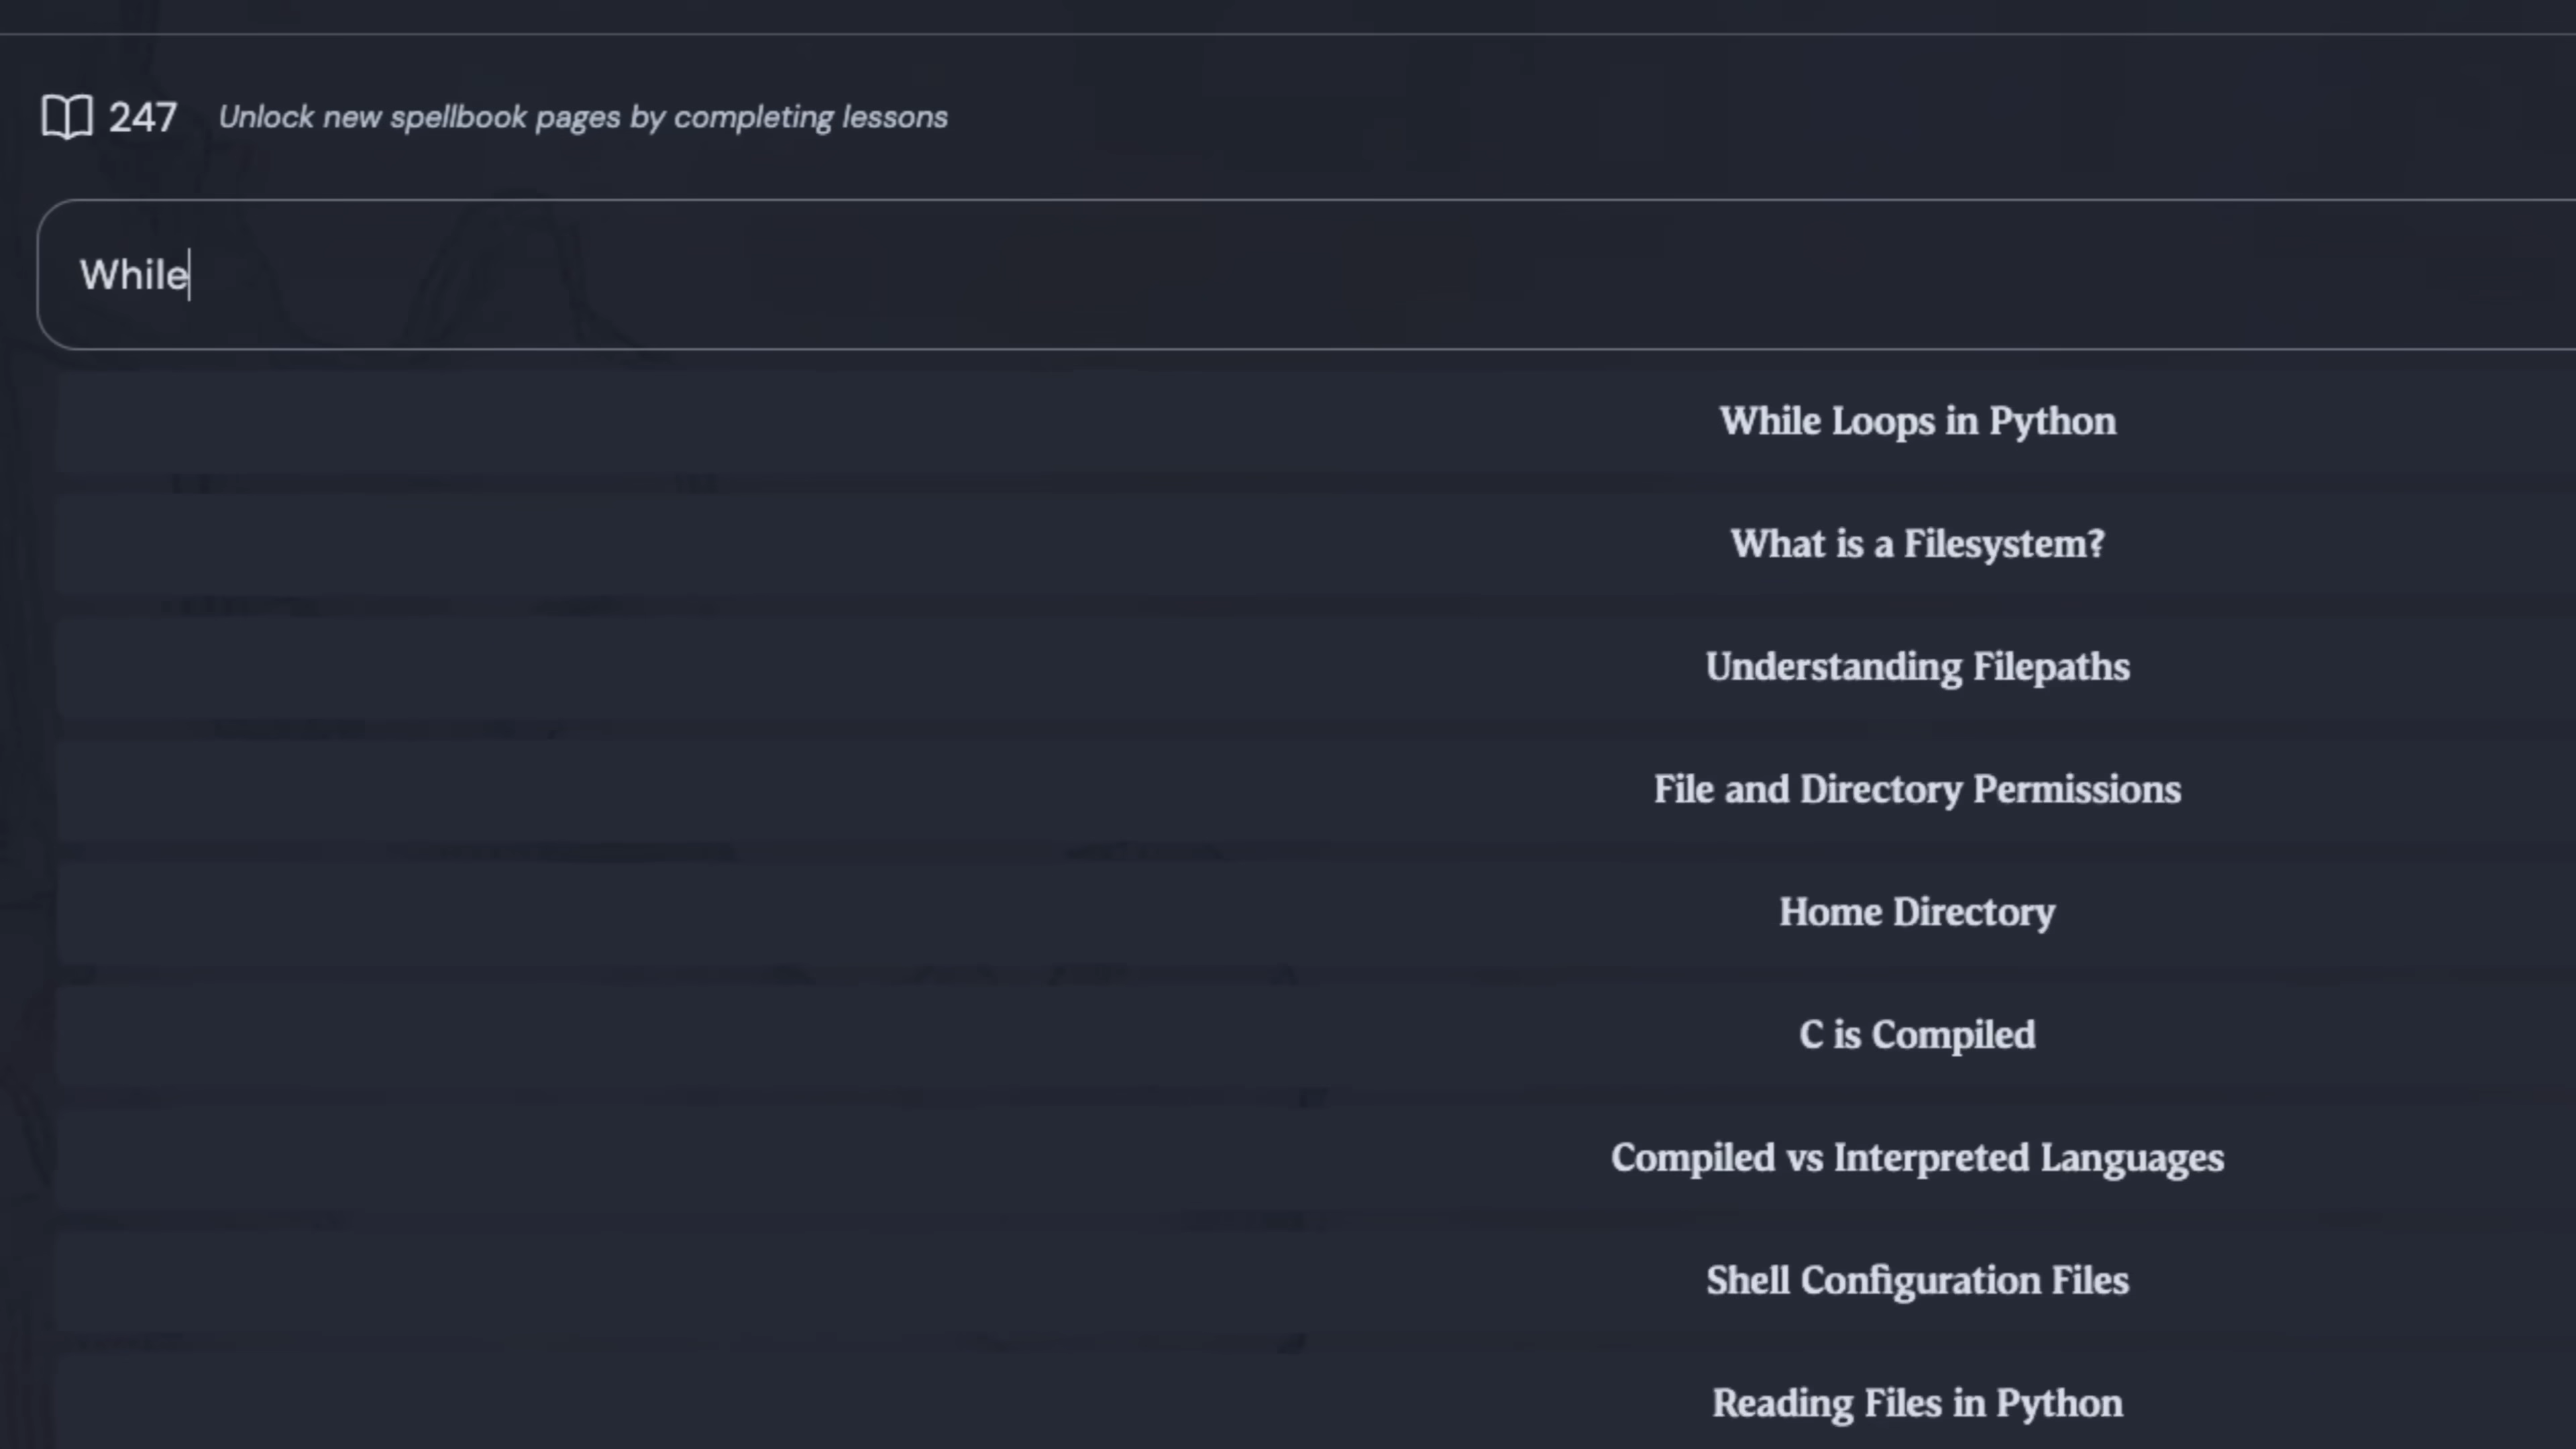 247 Unlock new spellbook pages by completing lessons
While
While Loops in Python
What is a Filesystem?
Understanding Filepaths
File and Directory Permissions
Home Directory
C is Compiled
Compiled vs Interpreted Languages
Shell Configuration Files
Reading Files in Python